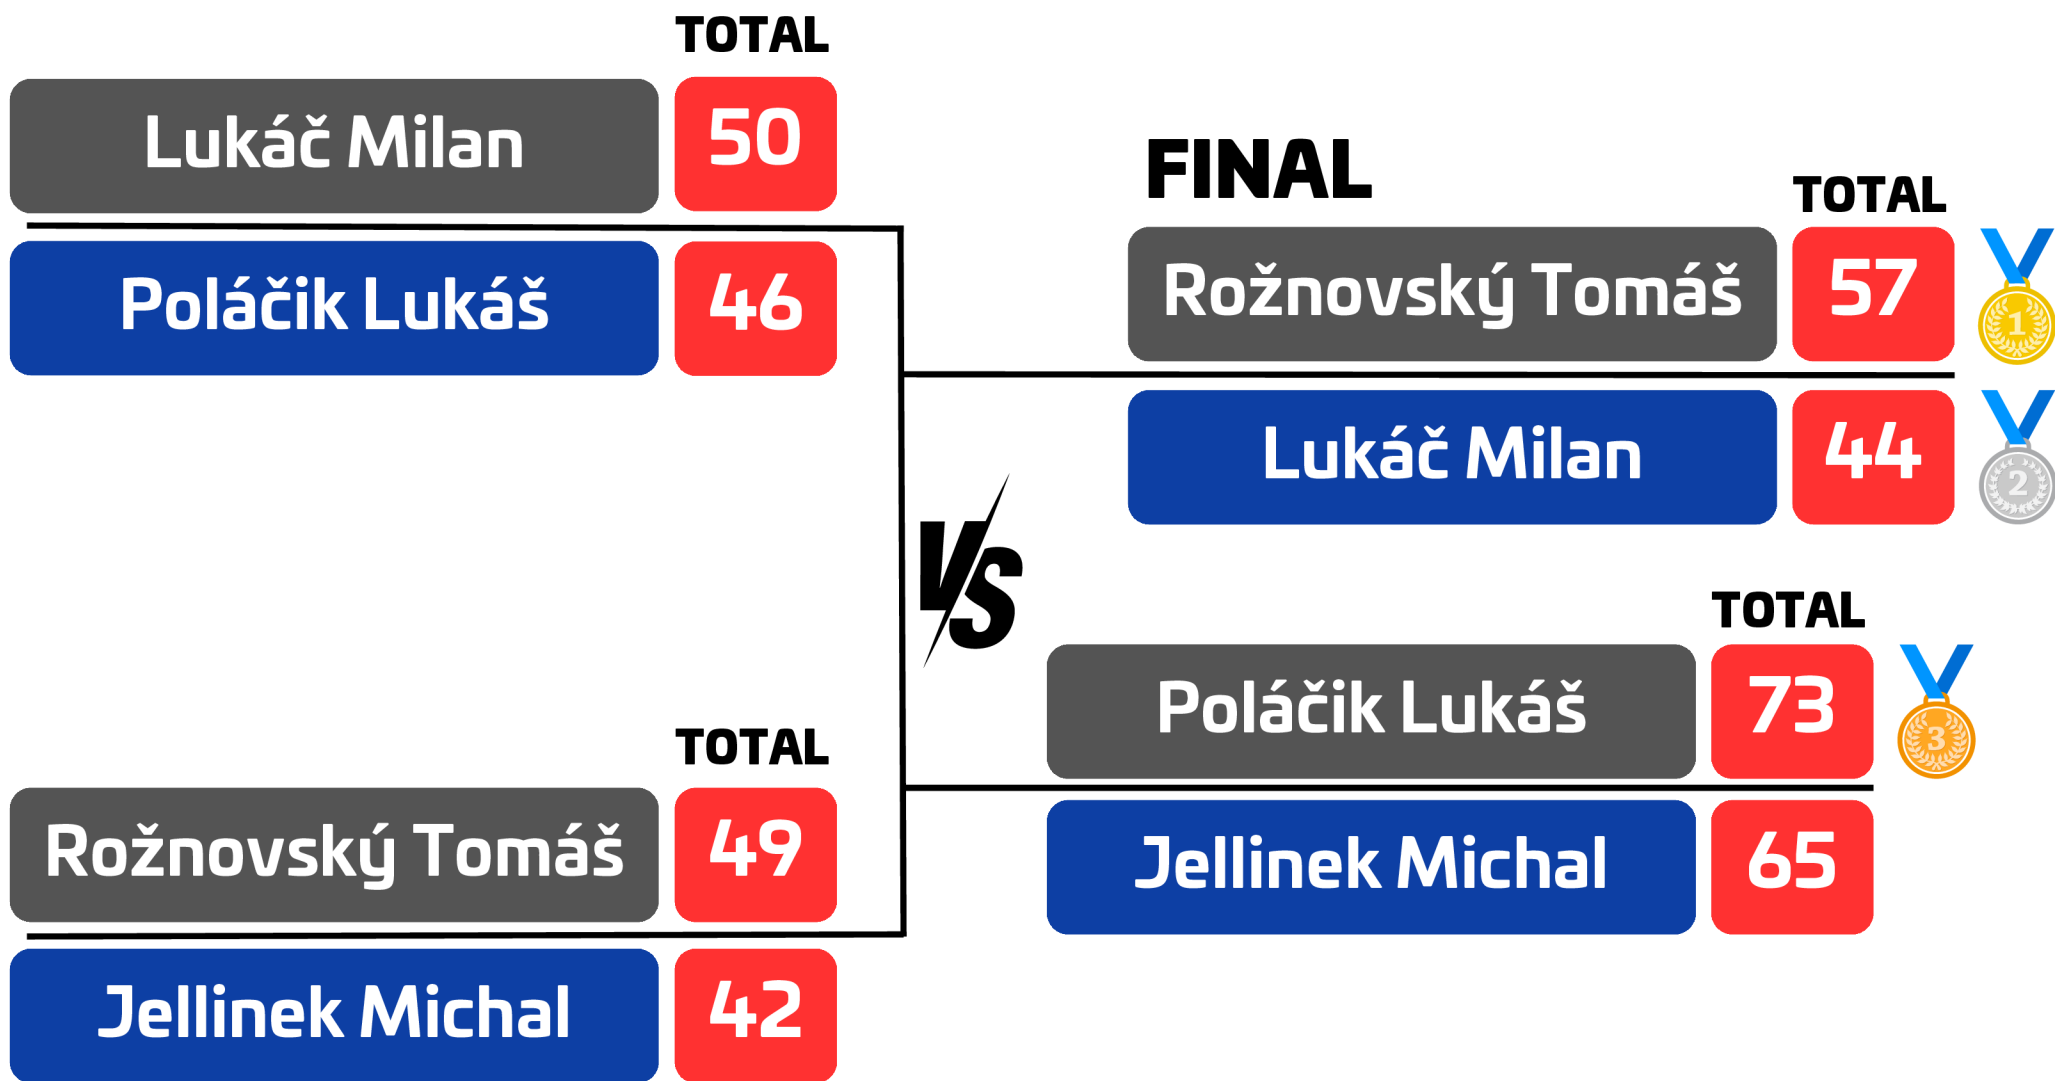 TOTAL
Lukáč Milan 50
Poláčik Lukáš 46
FINAL
TOTAL
Rožnovský Tomáš 57 1
Lukáč Milan 44 2
VS
TOTAL
Poláčik Lukáš 73 3
Jellinek Michal 65
TOTAL
Rožnovský Tomáš 49
Jellinek Michal 42